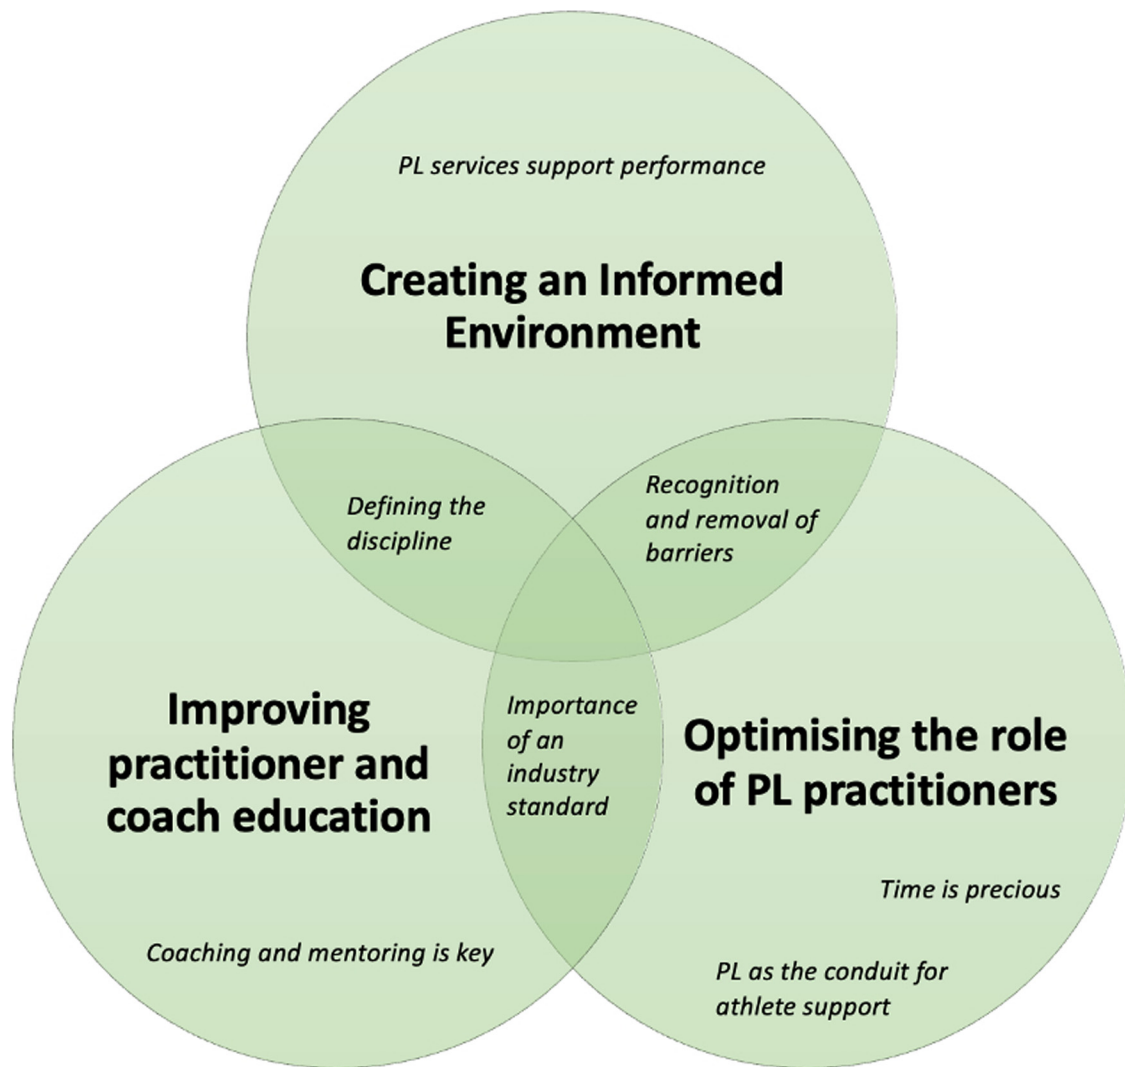 PL services support performance
Creating an Informed
Environment
Defining the
discipline
Recognition
and removal of
barriers
Improving
practitioner and
coach education
Importance
of an
industry
standard
Optimising the role
of PL practitioners
Time is precious
Coaching and mentoring is key
PL as the conduit for
athlete support